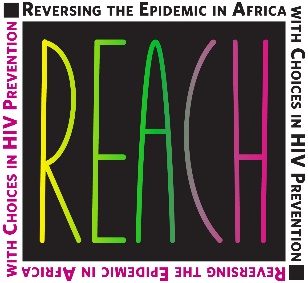 REVERSING THE EPIDEMIC IN AFRICA
WITH CHOICES IN HIV PREVENTION
REACH
REVERSING THE EPIDEMIC IN AFRICA
WITH CHOICES IN HIV PREVENTION